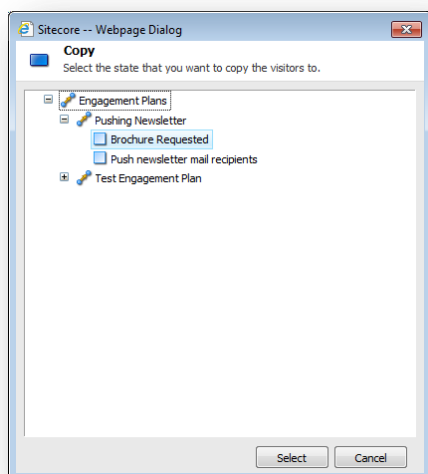 Sitecore -- Webpage Dialog
Copy
Select the state that you want to copy the visitors to.
Engagement Plans
Pushing Newsletter
Brochure Requested
Push newsletter mail recipients
Test Engagement Plan
Select Cancel